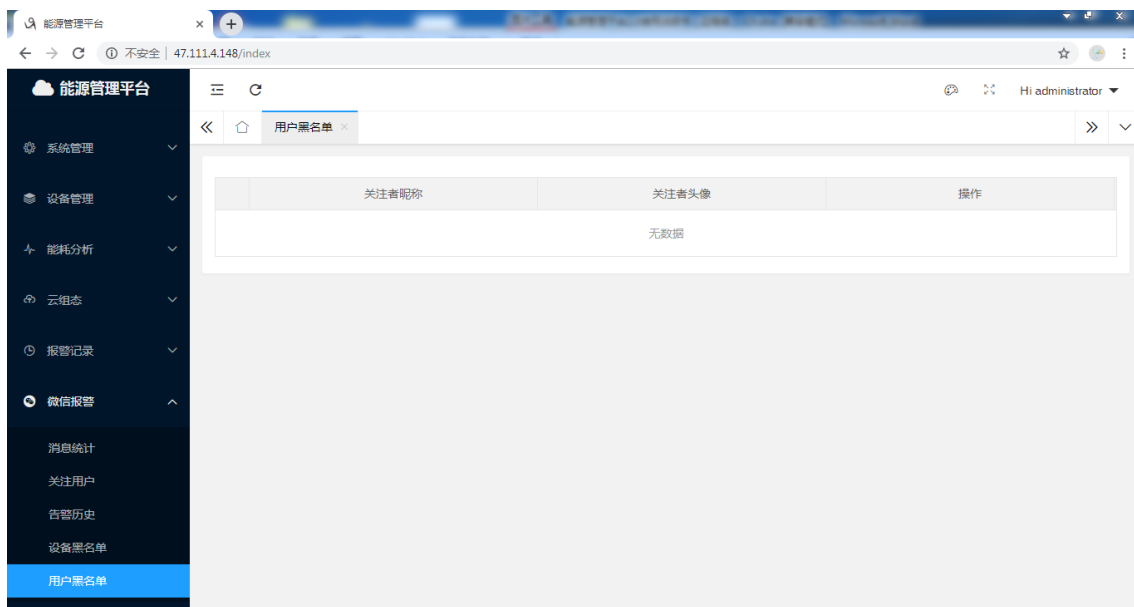 能源管理平台
不安全 | 47.111.4.148/index
能源管理平台
Hi administrator
用户黑名单
系统管理
设备管理
能耗分析
云组态
报警记录
微信报警
消息统计
关注用户
告警历史
设备黑名单
用户黑名单
关注者昵称 关注者头像 操作
无数据